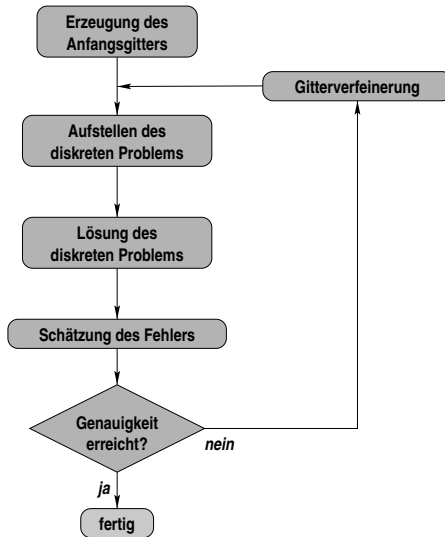 Erzeugung des
Anfangsgitters
Gitterverfeinerung
Aufstellen des
diskreten Problems
Lösung des
diskreten Problems
Schätzung des Fehlers
Genauigkeit
erreicht?
nein
ja
fertig